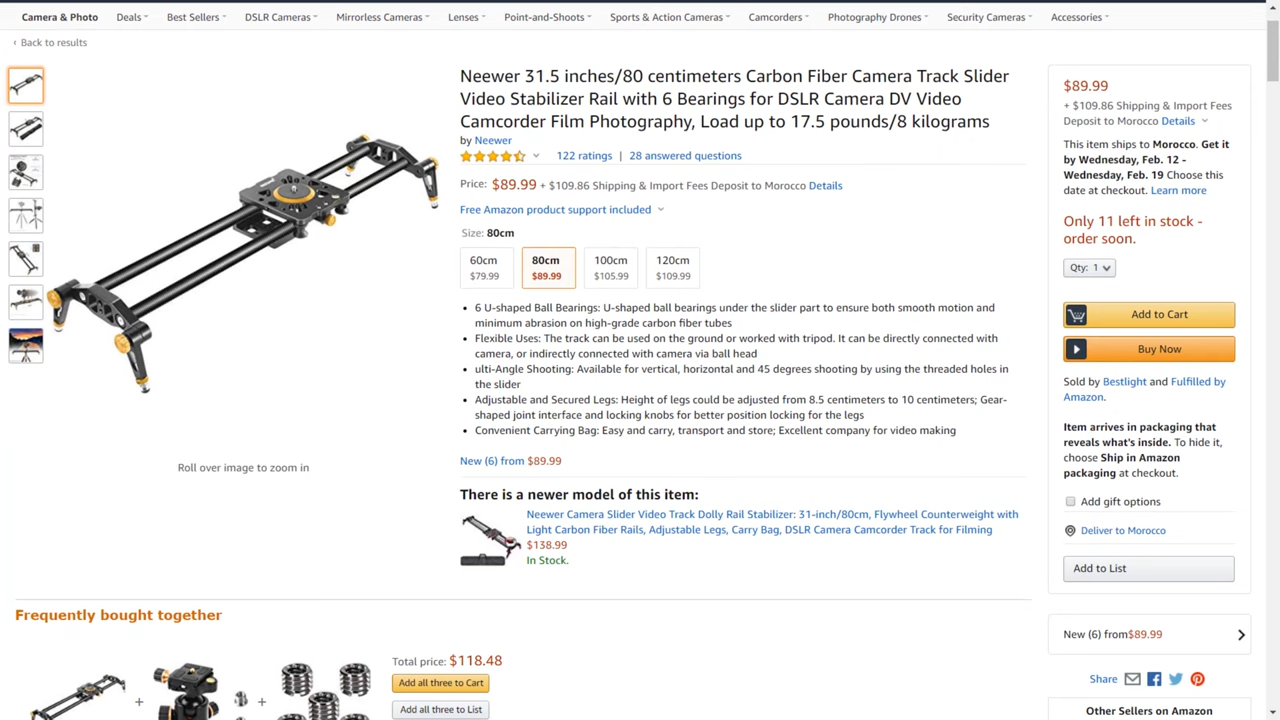 Camera & Photo Deals Best Sellers DSLR Cameras Mirrorless Cameras Lenses Point-and-Shoots Sports & Action Cameras Camcorders Photography Drones Security Cameras Accessories
‹ Back to results
Neewer 31.5 inches/80 centimeters Carbon Fiber Camera Track Slider
Video Stabilizer Rail with 6 Bearings for DSLR Camera DV Video
Camcorder Film Photography, Load up to 17.5 pounds/8 kilograms
by Neewer
122 ratings | 28 answered questions
Price: $89.99 + $109.86 Shipping & Import Fees Deposit to Morocco Details
Free Amazon product support included
Size: 80cm
60cm 80cm 100cm 120cm
$79.99 $89.99 $105.99 $109.99
• 6 U-shaped Ball Bearings: U-shaped ball bearings under the slider part to ensure both smooth motion and
minimum abrasion on high-grade carbon fiber tubes
• Flexible Uses: The track can be used on the ground or worked with tripod. It can be directly connected with
camera, or indirectly connected with camera via ball head
• ulti-Angle Shooting: Available for vertical, horizontal and 45 degrees shooting by using the threaded holes in
the slider
• Adjustable and Secured Legs: Height of legs could be adjusted from 8.5 centimeters to 10 centimeters; Gear-
shaped joint interface and locking knobs for better position locking for the legs
• Convenient Carrying Bag: Easy and carry, transport and store; Excellent company for video making
New (6) from $89.99
Roll over image to zoom in
There is a newer model of this item:
Neewer Camera Slider Video Track Dolly Rail Stabilizer: 31-inch/80cm, Flywheel Counterweight with
Light Carbon Fiber Rails, Adjustable Legs, Carry Bag, DSLR Camera Camcorder Track for Filming
$138.99
In Stock.
Frequently bought together
+ +
Total price: $118.48
Add all three to Cart
Add all three to List
$89.99
+ $109.86 Shipping & Import Fees
Deposit to Morocco Details
This item ships to Morocco. Get it
by Wednesday, Feb. 12 -
Wednesday, Feb. 19 Choose this
date at checkout. Learn more
Only 11 left in stock -
order soon.
Qty: 1
Add to Cart
Buy Now
Sold by Bestlight and Fulfilled by
Amazon.
Item arrives in packaging that
reveals what's inside. To hide it,
choose Ship in Amazon
packaging at checkout.
Add gift options
Deliver to Morocco
Add to List
New (6) from $89.99
Share
Other Sellers on Amazon